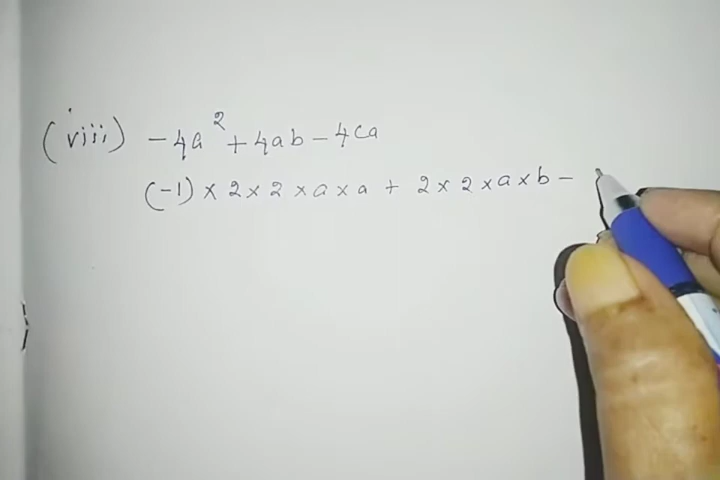 (viii) -4a² + 4ab - 4ca
(-1) × 2 × 2 × a × a + 2 × 2 × a × b -